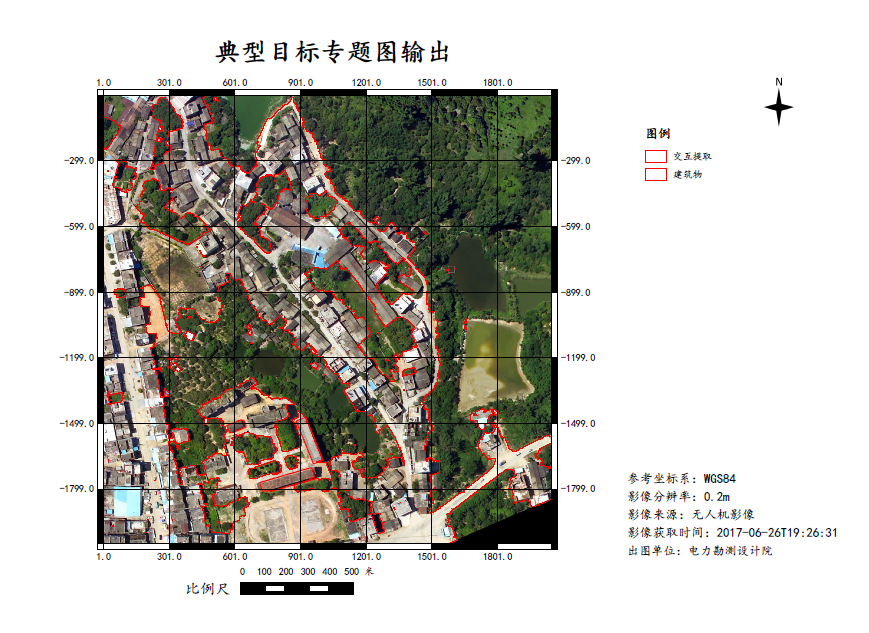 典型目标专题图输出
1.0 301.0 601.0 901.0 1201.0 1501.0 1801.0
N
图例
交互提取
建筑物
-299.0 -299.0
-599.0 -599.0
-899.0 -899.0
-1199.0 -1199.0
-1499.0 -1499.0
-1799.0 -1799.0
参考坐标系：WGS84
影像分辨率：0.2m
影像来源：无人机影像
影像获取时间：2017-06-26T19:26:31
出图单位：电力勘测设计院
1.0 301.0 601.0 901.0 1201.0 1501.0 1801.0
0 100 200 300 400 500 米
比例尺